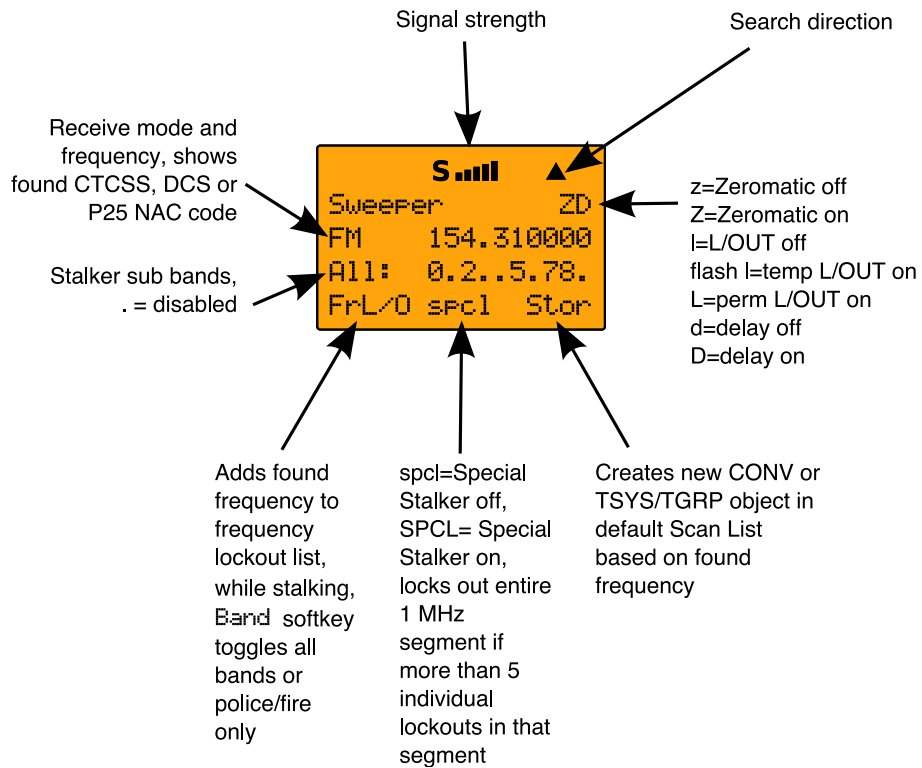 Signal strength
Search direction
Receive mode and
frequency, shows
found CTCSS, DCS or
P25 NAC code
Stalker sub bands,
. = disabled
S
Sweeper ZD
FM 154.310000
All: 0.2..5.78.
FrL/O spcl Stor
z=Zeromatic off
Z=Zeromatic on
l=L/OUT off
flash l=temp L/OUT on
L=perm L/OUT on
d=delay off
D=delay on
Adds found
frequency to
frequency
lockout list,
while stalking,
Band softkey
toggles all
bands or
police/fire
only
spcl=Special
Stalker off,
SPCL= Special
Stalker on,
locks out entire
1 MHz
segment if
more than 5
individual
lockouts in that
segment
Creates new CONV or
TSYS/TGRP object in
default Scan List
based on found
frequency